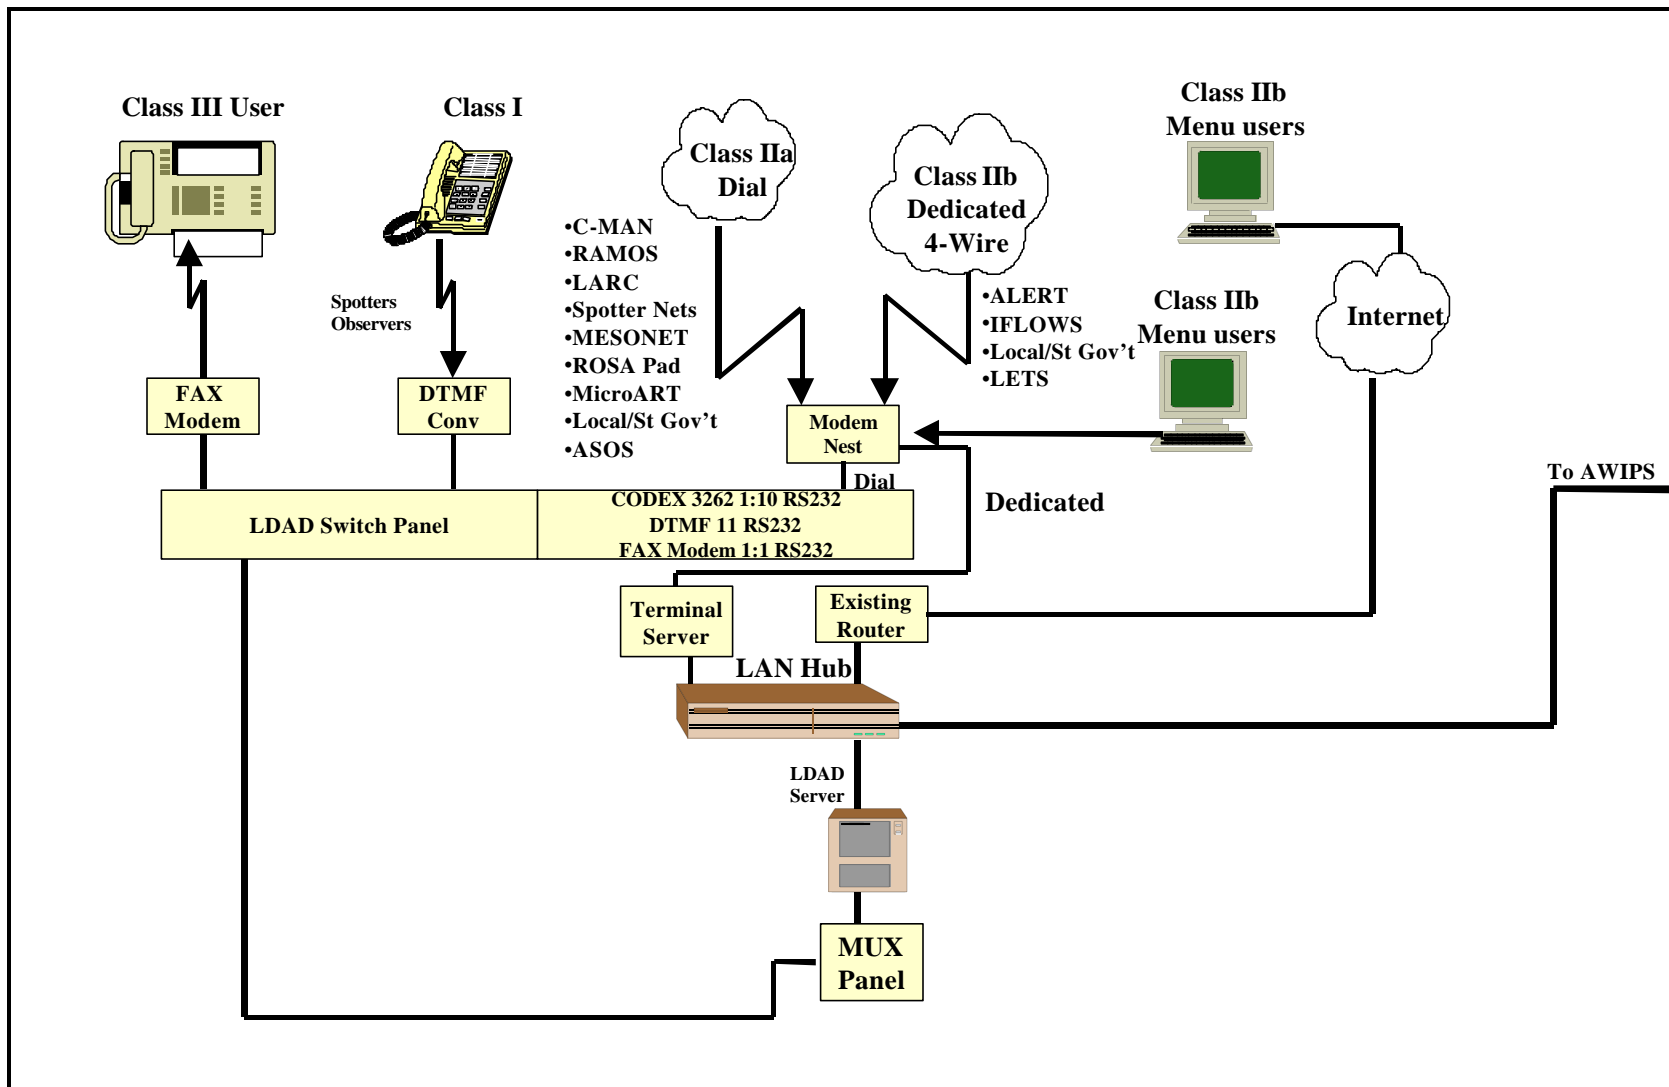 Class III User
Class I
Class IIa
Dial
Class IIb
Dedicated
4-Wire
Class IIb
Menu users
•C-MAN
•RAMOS
•LARC
•Spotter Nets
•MESONET
•ROSA Pad
•MicroART
•Local/St Gov’t
•ASOS
Spotters
Observers
•ALERT
•IFLOWS
•Local/St Gov’t
•LETS
Class IIb
Menu users
Internet
FAX
Modem
DTMF
Conv
Modem
Nest
Dial
Dedicated
To AWIPS
LDAD Switch Panel
CODEX 3262 1:10 RS232
DTMF 11 RS232
FAX Modem 1:1 RS232
Terminal
Server
Existing
Router
LAN Hub
LDAD
Server
MUX
Panel